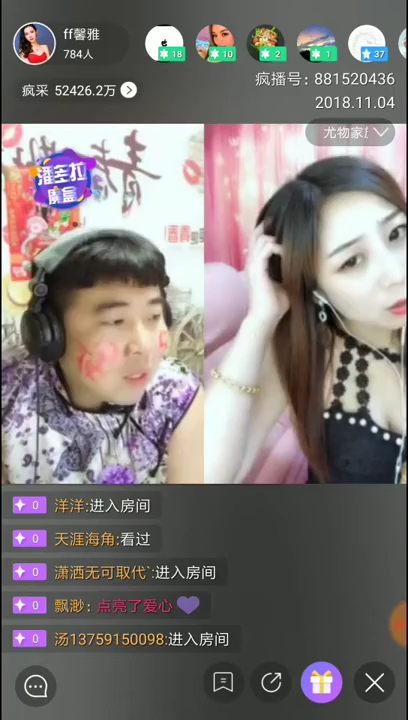 ff馨雅
784人
18
10
2
1
37
疯采 52426.2万
疯播号: 881520436
2018.11.04
尤物家族
潘多拉
魔盒
青春
0 洋洋:进入房间
0 天涯海角:看过
0 潇洒无可取代`:进入房间
0 飘渺: 点亮了爱心
0 汤13759150098:进入房间